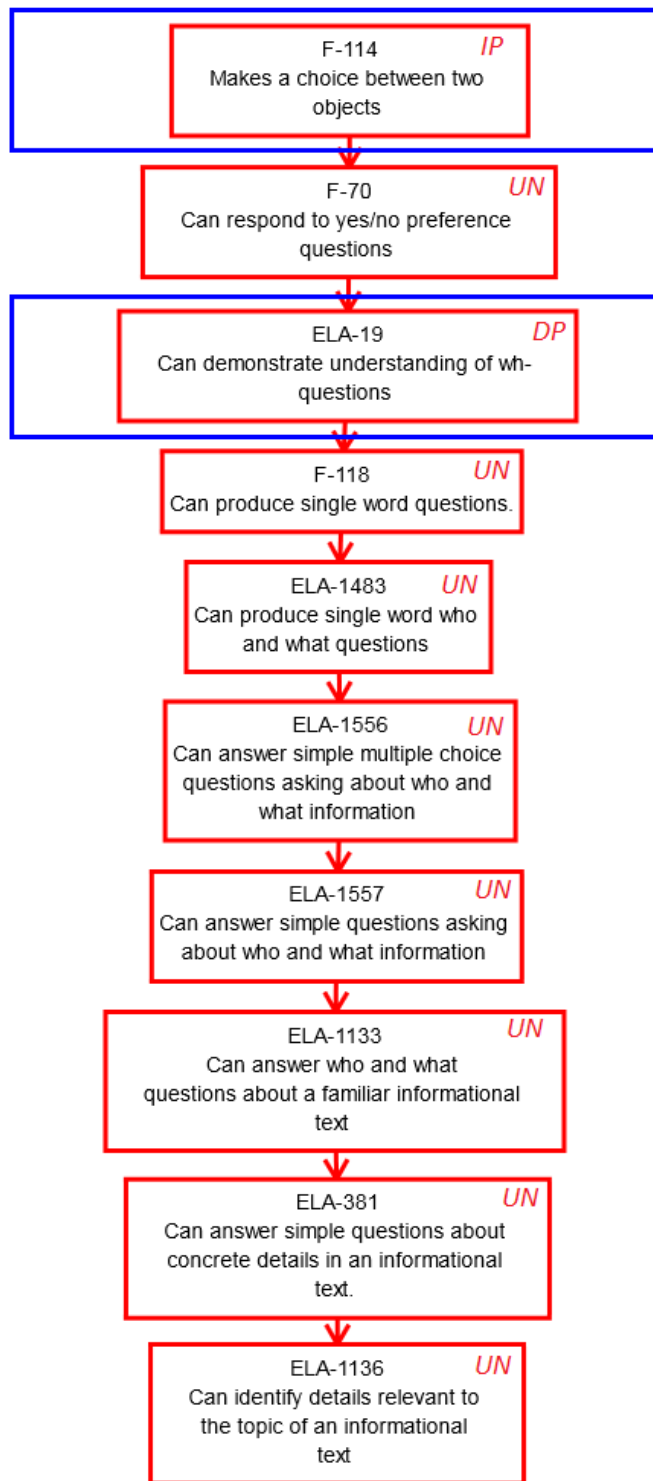 F-114 IP
Makes a choice between two
objects
F-70 UN
Can respond to yes/no preference
questions
ELA-19 DP
Can demonstrate understanding of wh-
questions
F-118 UN
Can produce single word questions.
ELA-1483 UN
Can produce single word who
and what questions
ELA-1556 UN
Can answer simple multiple choice
questions asking about who and
what information
ELA-1557 UN
Can answer simple questions asking
about who and what information
ELA-1133 UN
Can answer who and what
questions about a familiar informational
text
ELA-381 UN
Can answer simple questions about
concrete details in an informational
text.
ELA-1136 UN
Can identify details relevant to
the topic of an informational
text